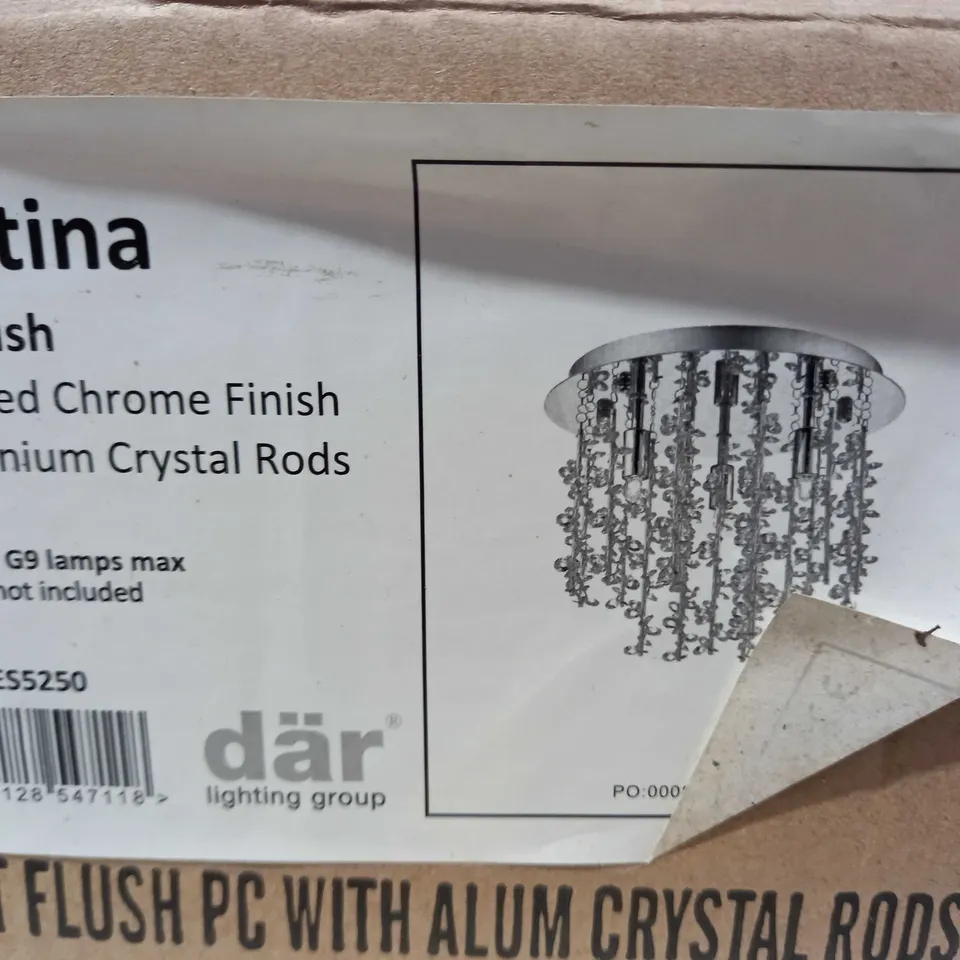 tina
ush
ed Chrome Finish
nium Crystal Rods
G9 lamps max
not included
ES5250
128 547118 >
där®
lighting group
PO:000
T FLUSH PC WITH ALUM CRYSTAL RODS